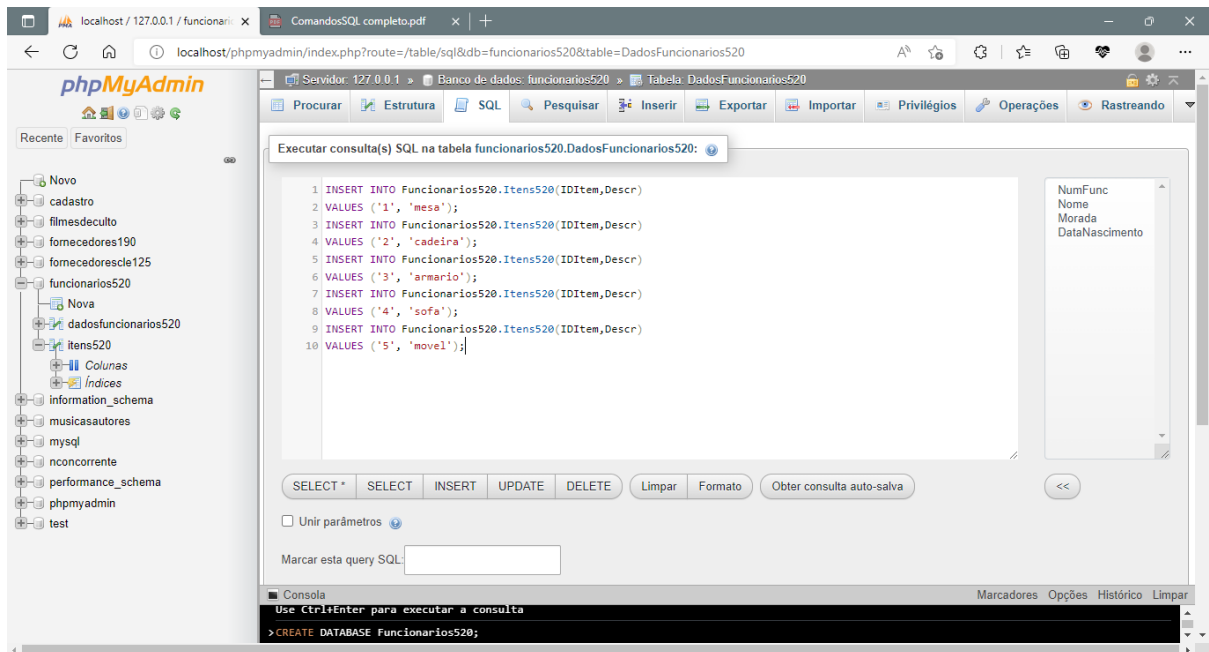 localhost / 127.0.0.1 / funcionario
ComandosSQL completo.pdf
localhost/phpmyadmin/index.php?route=/table/sql&db=funcionarios520&table=DadosFuncionarios520
phpMyAdmin
Recente Favoritos
Novo
cadastro
filmesdeculto
fornecedores190
fornecedorescle125
funcionarios520
Nova
dadosfuncionarios520
itens520
Colunas
Índices
information_schema
musicasautores
mysql
nconcorrente
performance_schema
phpmyadmin
test
Servidor: 127.0.0.1 » Banco de dados: funcionarios520 » Tabela: DadosFuncionarios520
Procurar Estrutura SQL Pesquisar Inserir Exportar Importar Privilégios Operações Rastreando
Executar consulta(s) SQL na tabela funcionarios520.DadosFuncionarios520:
1 INSERT INTO Funcionarios520.Itens520(IDItem,Descr)
2 VALUES ('1', 'mesa');
3 INSERT INTO Funcionarios520.Itens520(IDItem,Descr)
4 VALUES ('2', 'cadeira');
5 INSERT INTO Funcionarios520.Itens520(IDItem,Descr)
6 VALUES ('3', 'armario');
7 INSERT INTO Funcionarios520.Itens520(IDItem,Descr)
8 VALUES ('4', 'sofa');
9 INSERT INTO Funcionarios520.Itens520(IDItem,Descr)
10 VALUES ('5', 'movel');
NumFunc
Nome
Morada
DataNascimento
SELECT * SELECT INSERT UPDATE DELETE Limpar Formato Obter consulta auto-salva <<
Unir parâmetros
Marcar esta query SQL:
Consola Marcadores Opções Histórico Limpar
Use Ctrl+Enter para executar a consulta
>CREATE DATABASE Funcionarios520;